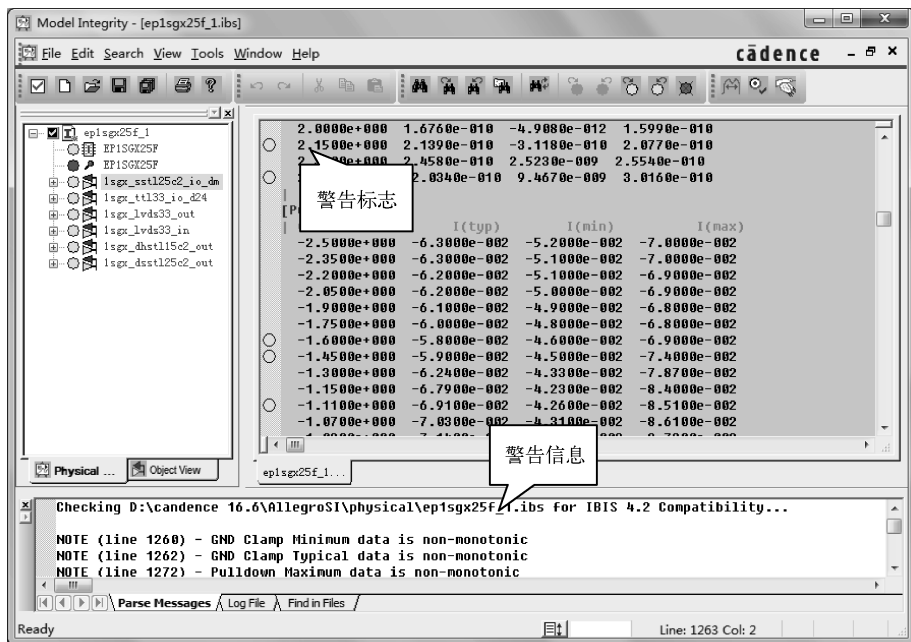 Model Integrity - [ep1sgx25f_1.ibs]
File Edit Search View Tools Window Help
cādence
ep1sgx25f_1
EP1SGX25F
EP1SGX25F
1sgx_sstl25c2_io_dm
1sgx_ttl33_io_d24
1sgx_lvds33_out
1sgx_lvds33_in
1sgx_dhstl15c2_out
1sgx_dsstl25c2_out
Physical ...
Object View
2.0000e+000 1.6760e-010 -4.9080e-012 1.5990e-010
2.1500e+000 2.1390e-010 -3.1180e-010 2.0770e-010
2.4580e-010 2.5230e-009 2.5540e-010
2.0340e-010 9.4670e-009 3.0160e-010
警告标志
I(typ) I(min) I(max)
-2.5000e+000 -6.3000e-002 -5.2000e-002 -7.0000e-002
-2.3500e+000 -6.3000e-002 -5.1000e-002 -7.0000e-002
-2.2000e+000 -6.2000e-002 -5.1000e-002 -6.9000e-002
-2.0500e+000 -6.2000e-002 -5.0000e-002 -6.9000e-002
-1.9000e+000 -6.1000e-002 -4.9000e-002 -6.8000e-002
-1.7500e+000 -6.0000e-002 -4.8000e-002 -6.8000e-002
-1.6000e+000 -5.8000e-002 -4.6000e-002 -6.9000e-002
-1.4500e+000 -5.9000e-002 -4.5000e-002 -7.4000e-002
-1.3000e+000 -6.2400e-002 -4.3300e-002 -7.8700e-002
-1.1500e+000 -6.7900e-002 -4.2300e-002 -8.4000e-002
-1.1100e+000 -6.9100e-002 -4.2600e-002 -8.5100e-002
-1.0700e+000 -7.0300e-002 -4.3100e-002 -8.6100e-002
警告信息
ep1sgx25f_1...
Checking D:\candence 16.6\AllegroSI\physical\ep1sgx25f_1.ibs for IBIS 4.2 Compatibility...
NOTE (line 1260) - GND Clamp Minimum data is non-monotonic
NOTE (line 1262) - GND Clamp Typical data is non-monotonic
NOTE (line 1272) - Pulldown Maximum data is non-monotonic
Parse Messages Log File Find in Files
Ready
Line: 1263 Col: 2